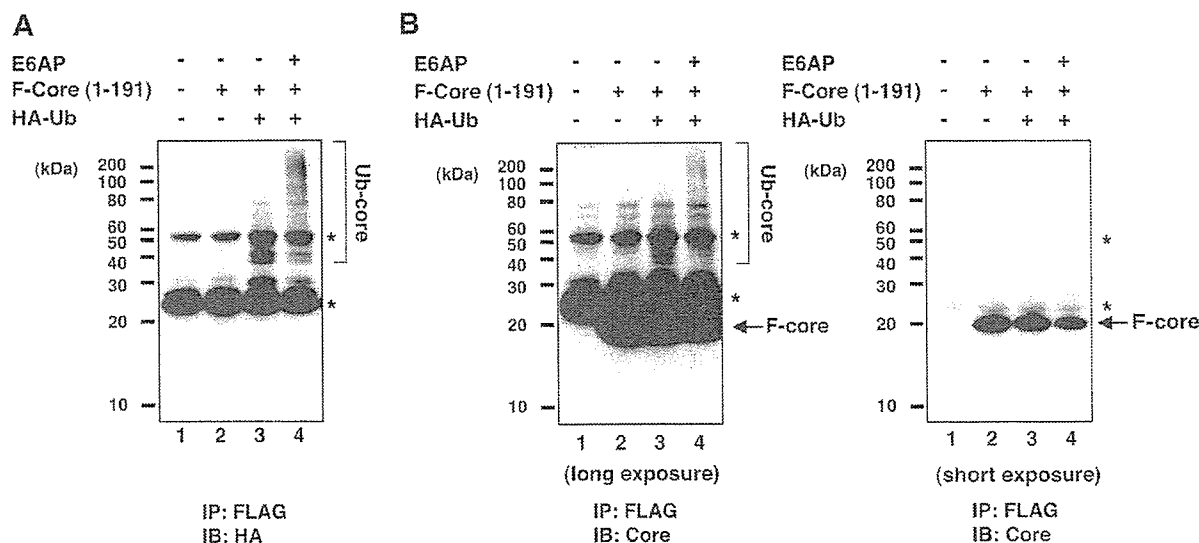 A
E6AP - - - +
F-Core (1-191) - + + +
HA-Ub - - + +
(kDa)
200
100
80
60
50
40
30
20
10
*
*
Ub-core
1 2 3 4
IP: FLAG
IB: HA
B
E6AP - - - +
F-Core (1-191) - + + +
HA-Ub - - + +
(kDa)
200
100
80
60
50
40
30
20
10
*
*
Ub-core
F-core
1 2 3 4
(long exposure)
IP: FLAG
IB: Core
E6AP - - - +
F-Core (1-191) - + + +
HA-Ub - - + +
(kDa)
200
100
80
60
50
40
30
20
10
*
*
F-core
1 2 3 4
(short exposure)
IP: FLAG
IB: Core